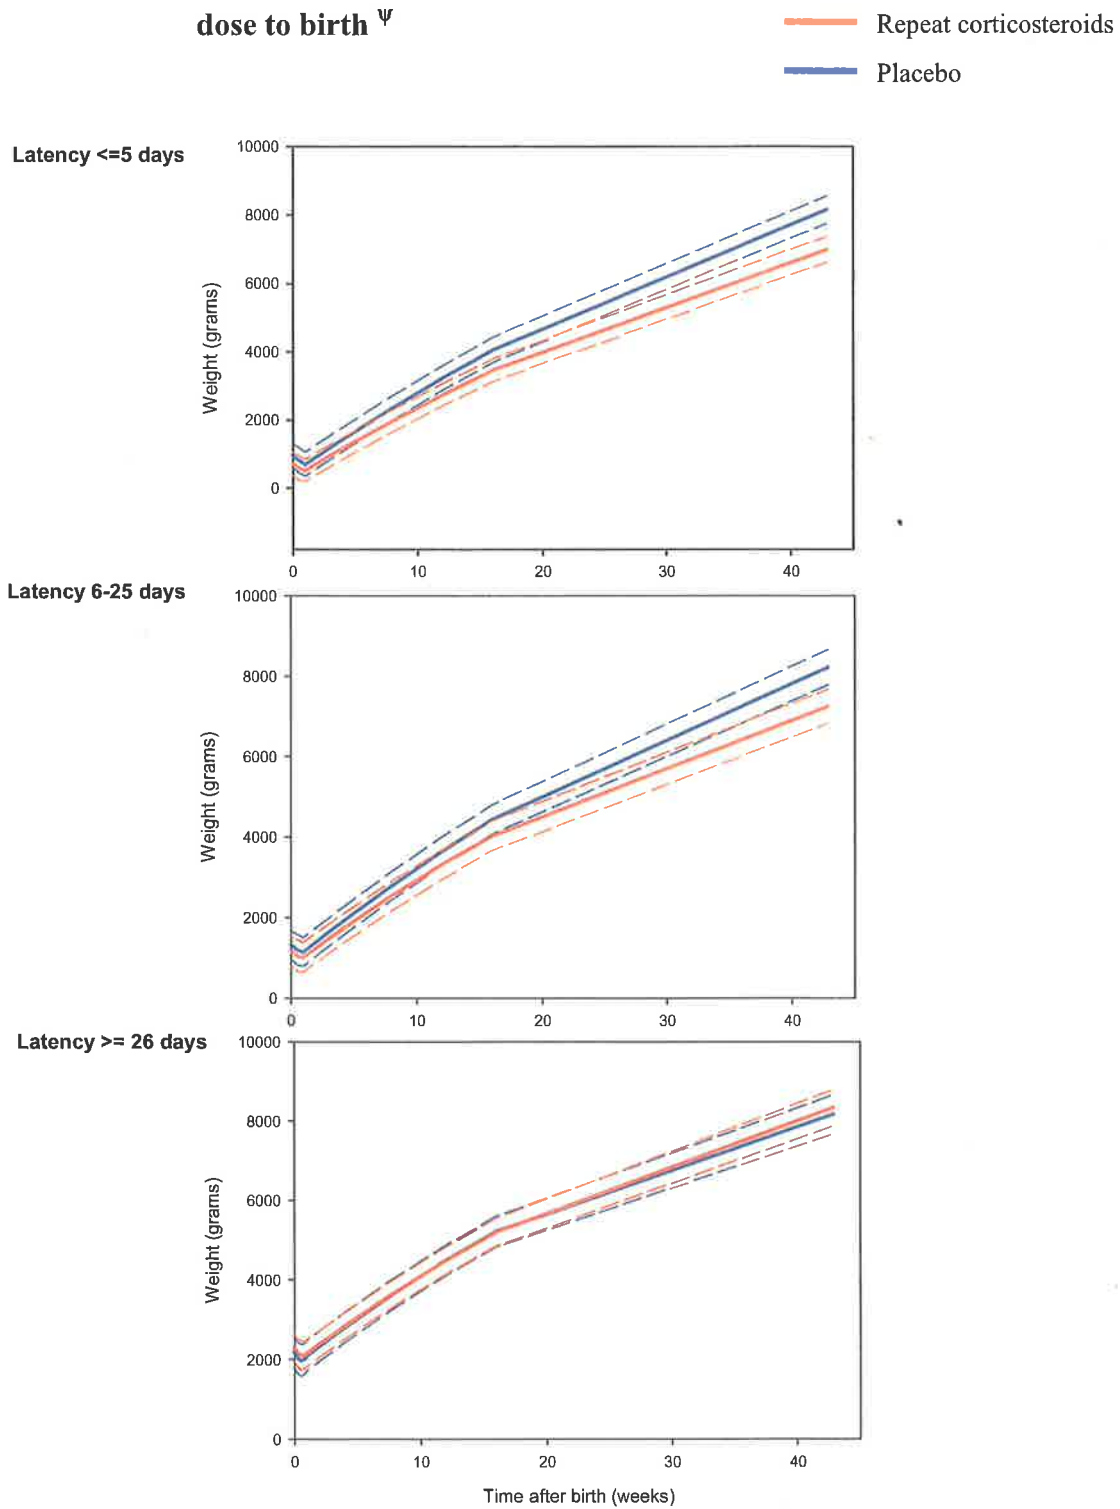 dose to birth Ψ
Repeat corticosteroids
Placebo
Latency <=5 days
10000
8000
6000
4000
2000
0
Weight (grams)
0 10 20 30 40
Latency 6-25 days
10000
8000
6000
4000
2000
0
Weight (grams)
0 10 20 30 40
Latency >= 26 days
10000
8000
6000
4000
2000
0
Weight (grams)
0 10 20 30 40
Time after birth (weeks)